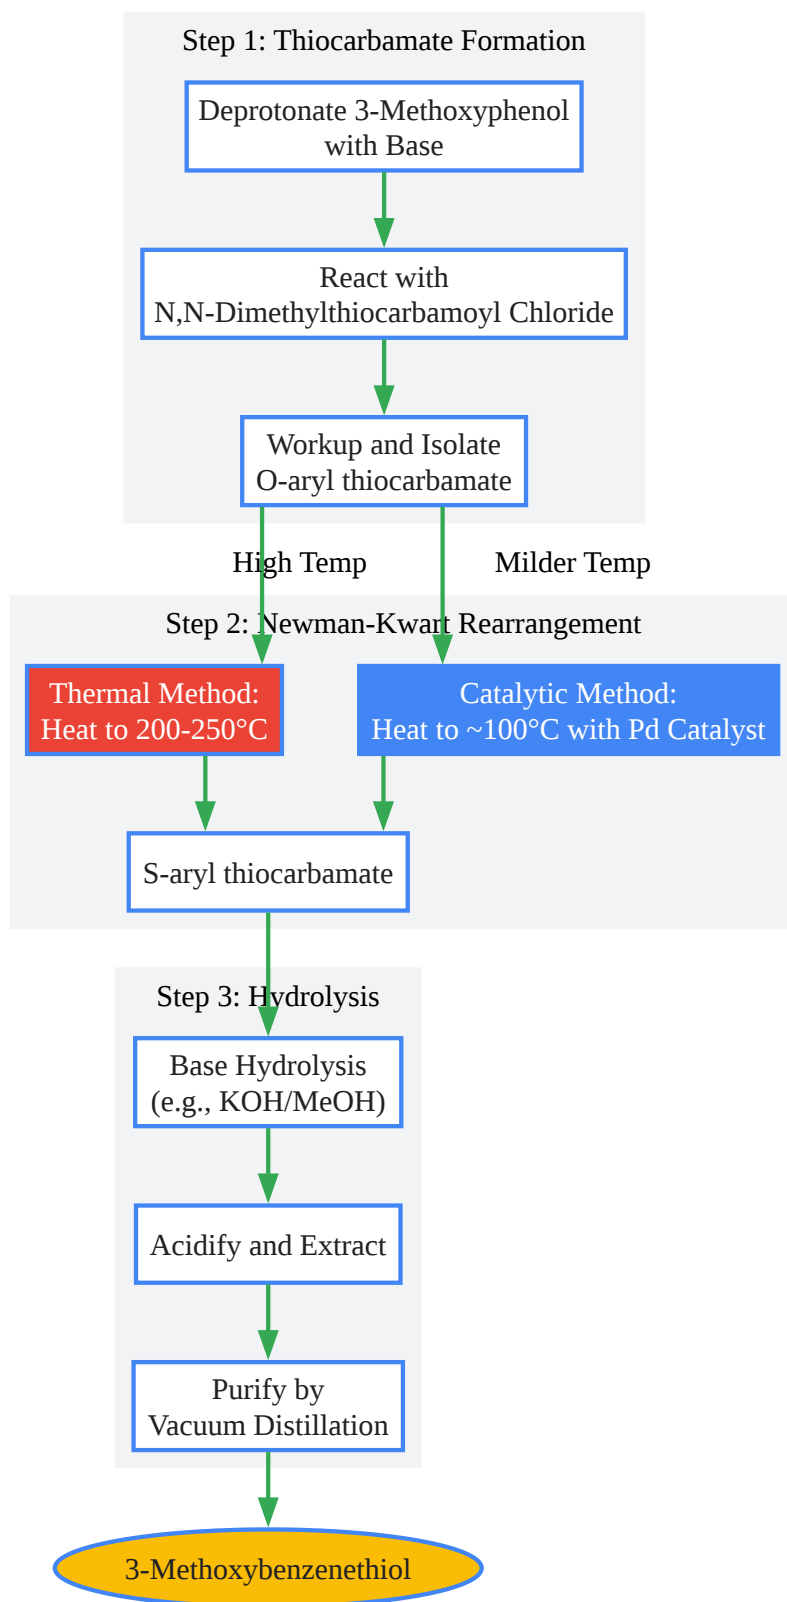 Step 1: Thiocarbamate Formation
Deprotonate 3-Methoxyphenol
with Base
React with
N,N-Dimethylthiocarbamoyl Chloride
Workup and Isolate
O-aryl thiocarbamate
High Temp
Milder Temp
Step 2: Newman-Kwart Rearrangement
Thermal Method:
Heat to 200-250°C
Catalytic Method:
Heat to ~100°C with Pd Catalyst
S-aryl thiocarbamate
Step 3: Hydrolysis
Base Hydrolysis
(e.g., KOH/MeOH)
Acidify and Extract
Purify by
Vacuum Distillation
3-Methoxybenzenethiol